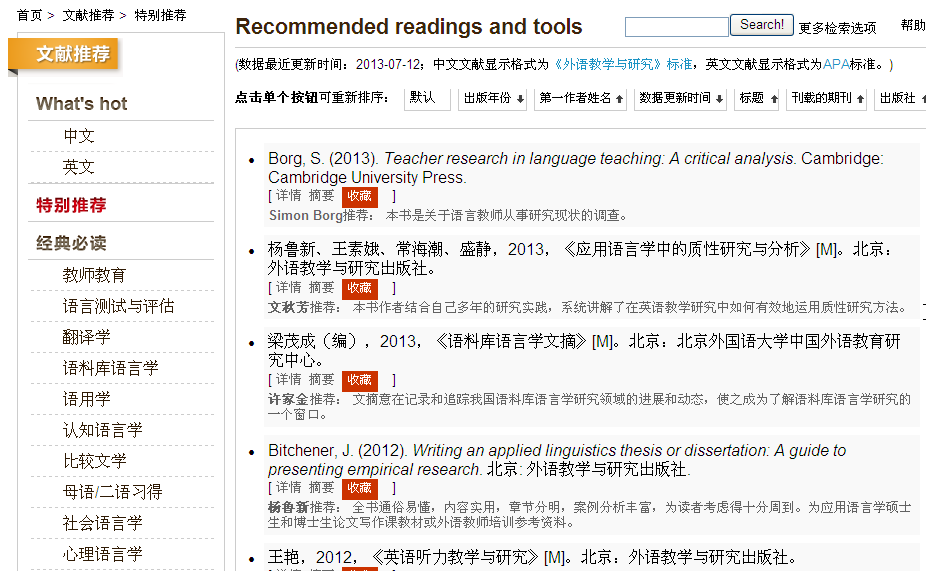 首页 > 文献推荐 > 特别推荐
文献推荐
What's hot
中文
英文
特别推荐
经典必读
教师教育
语言测试与评估
翻译学
语料库语言学
语用学
认知语言学
比较文学
母语/二语习得
社会语言学
心理语言学
Recommended readings and tools
Search! 更多检索选项 帮助
(数据最近更新时间：2013-07-12；中文文献显示格式为《外语教学与研究》标准，英文文献显示格式为APA标准。)
点击单个按钮可重新排序： 默认 出版年份↓ 第一作者姓名↑ 数据更新时间↓ 标题 ↑ 刊载的期刊↑ 出版社
• Borg, S. (2013). Teacher research in language teaching: A critical analysis. Cambridge:
Cambridge University Press.
[ 详情 摘要 收藏 ]
Simon Borg推荐： 本书是关于语言教师从事研究现状的调查。
• 杨鲁新、王素娥、常海潮、盛静，2013，《应用语言学中的质性研究与分析》[M]。北京：
外语教学与研究出版社。
[ 详情 摘要 收藏 ]
文秋芳推荐： 本书作者结合自己多年的研究实践，系统讲解了在英语教学研究中如何有效地运用质性研究方法。
• 梁茂成（编），2013，《语料库语言学文摘》[M]。北京：北京外国语大学中国外语教育研
究中心。
[ 详情 摘要 收藏 ]
许家金推荐： 文摘意在记录和追踪我国语料库语言学研究领域的进展和动态，使之成为了解语料库语言学研究的
一个窗口。
• Bitchener, J. (2012). Writing an applied linguistics thesis or dissertation: A guide to
presenting empirical research. 北京: 外语教学与研究出版社.
[ 详情 摘要 收藏 ]
杨鲁新推荐： 全书通俗易懂，内容实用，章节分明，案例分析丰富，为读者考虑得十分周到。为应用语言学硕士
生和博士生论文写作课教材或外语教师培训参考资料。
• 王艳，2012，《英语听力教学与研究》[M]。北京：外语教学与研究出版社。